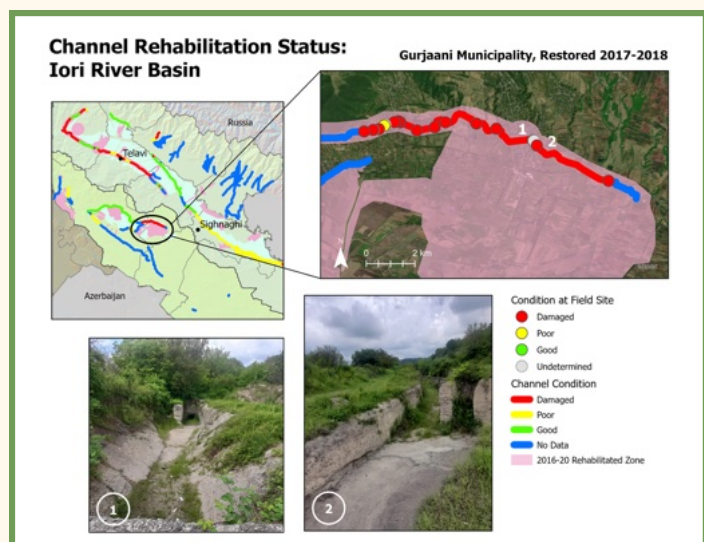 Channel Rehabilitation Status:
Iori River Basin
Gurjaani Municipality, Restored 2017-2018
Russia
Telavi
Sighnaghi
Azerbaijan
1
2
N
0 2 km
Condition at Field Site
Damaged
Poor
Good
Undetermined
Channel Condition
Damaged
Poor
Good
No Data
2016-20 Rehabilitated Zone
1
2